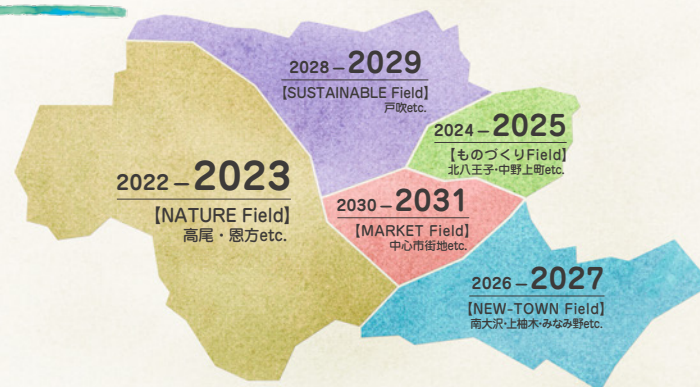 2028–2029
【SUSTAINABLE Field】
戸吹etc.
2024–2025
【ものづくりField】
北八王子・中野上町etc.
2022–2023
【NATURE Field】
高尾・恩方etc.
2030–2031
【MARKET Field】
中心市街地etc.
2026–2027
【NEW-TOWN Field】
南大沢・上柚木・みなみ野etc.